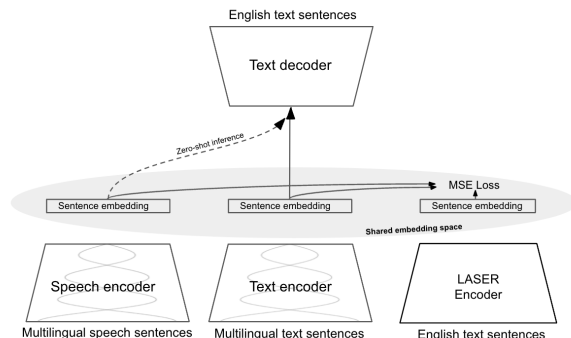 English text sentences
Text decoder
Zero-shot inference
MSE Loss
Sentence embedding
Sentence embedding
Sentence embedding
Shared embedding space
Speech encoder
Text encoder
LASER
Encoder
Multilingual speech sentences
Multilingual text sentences
English text sentences